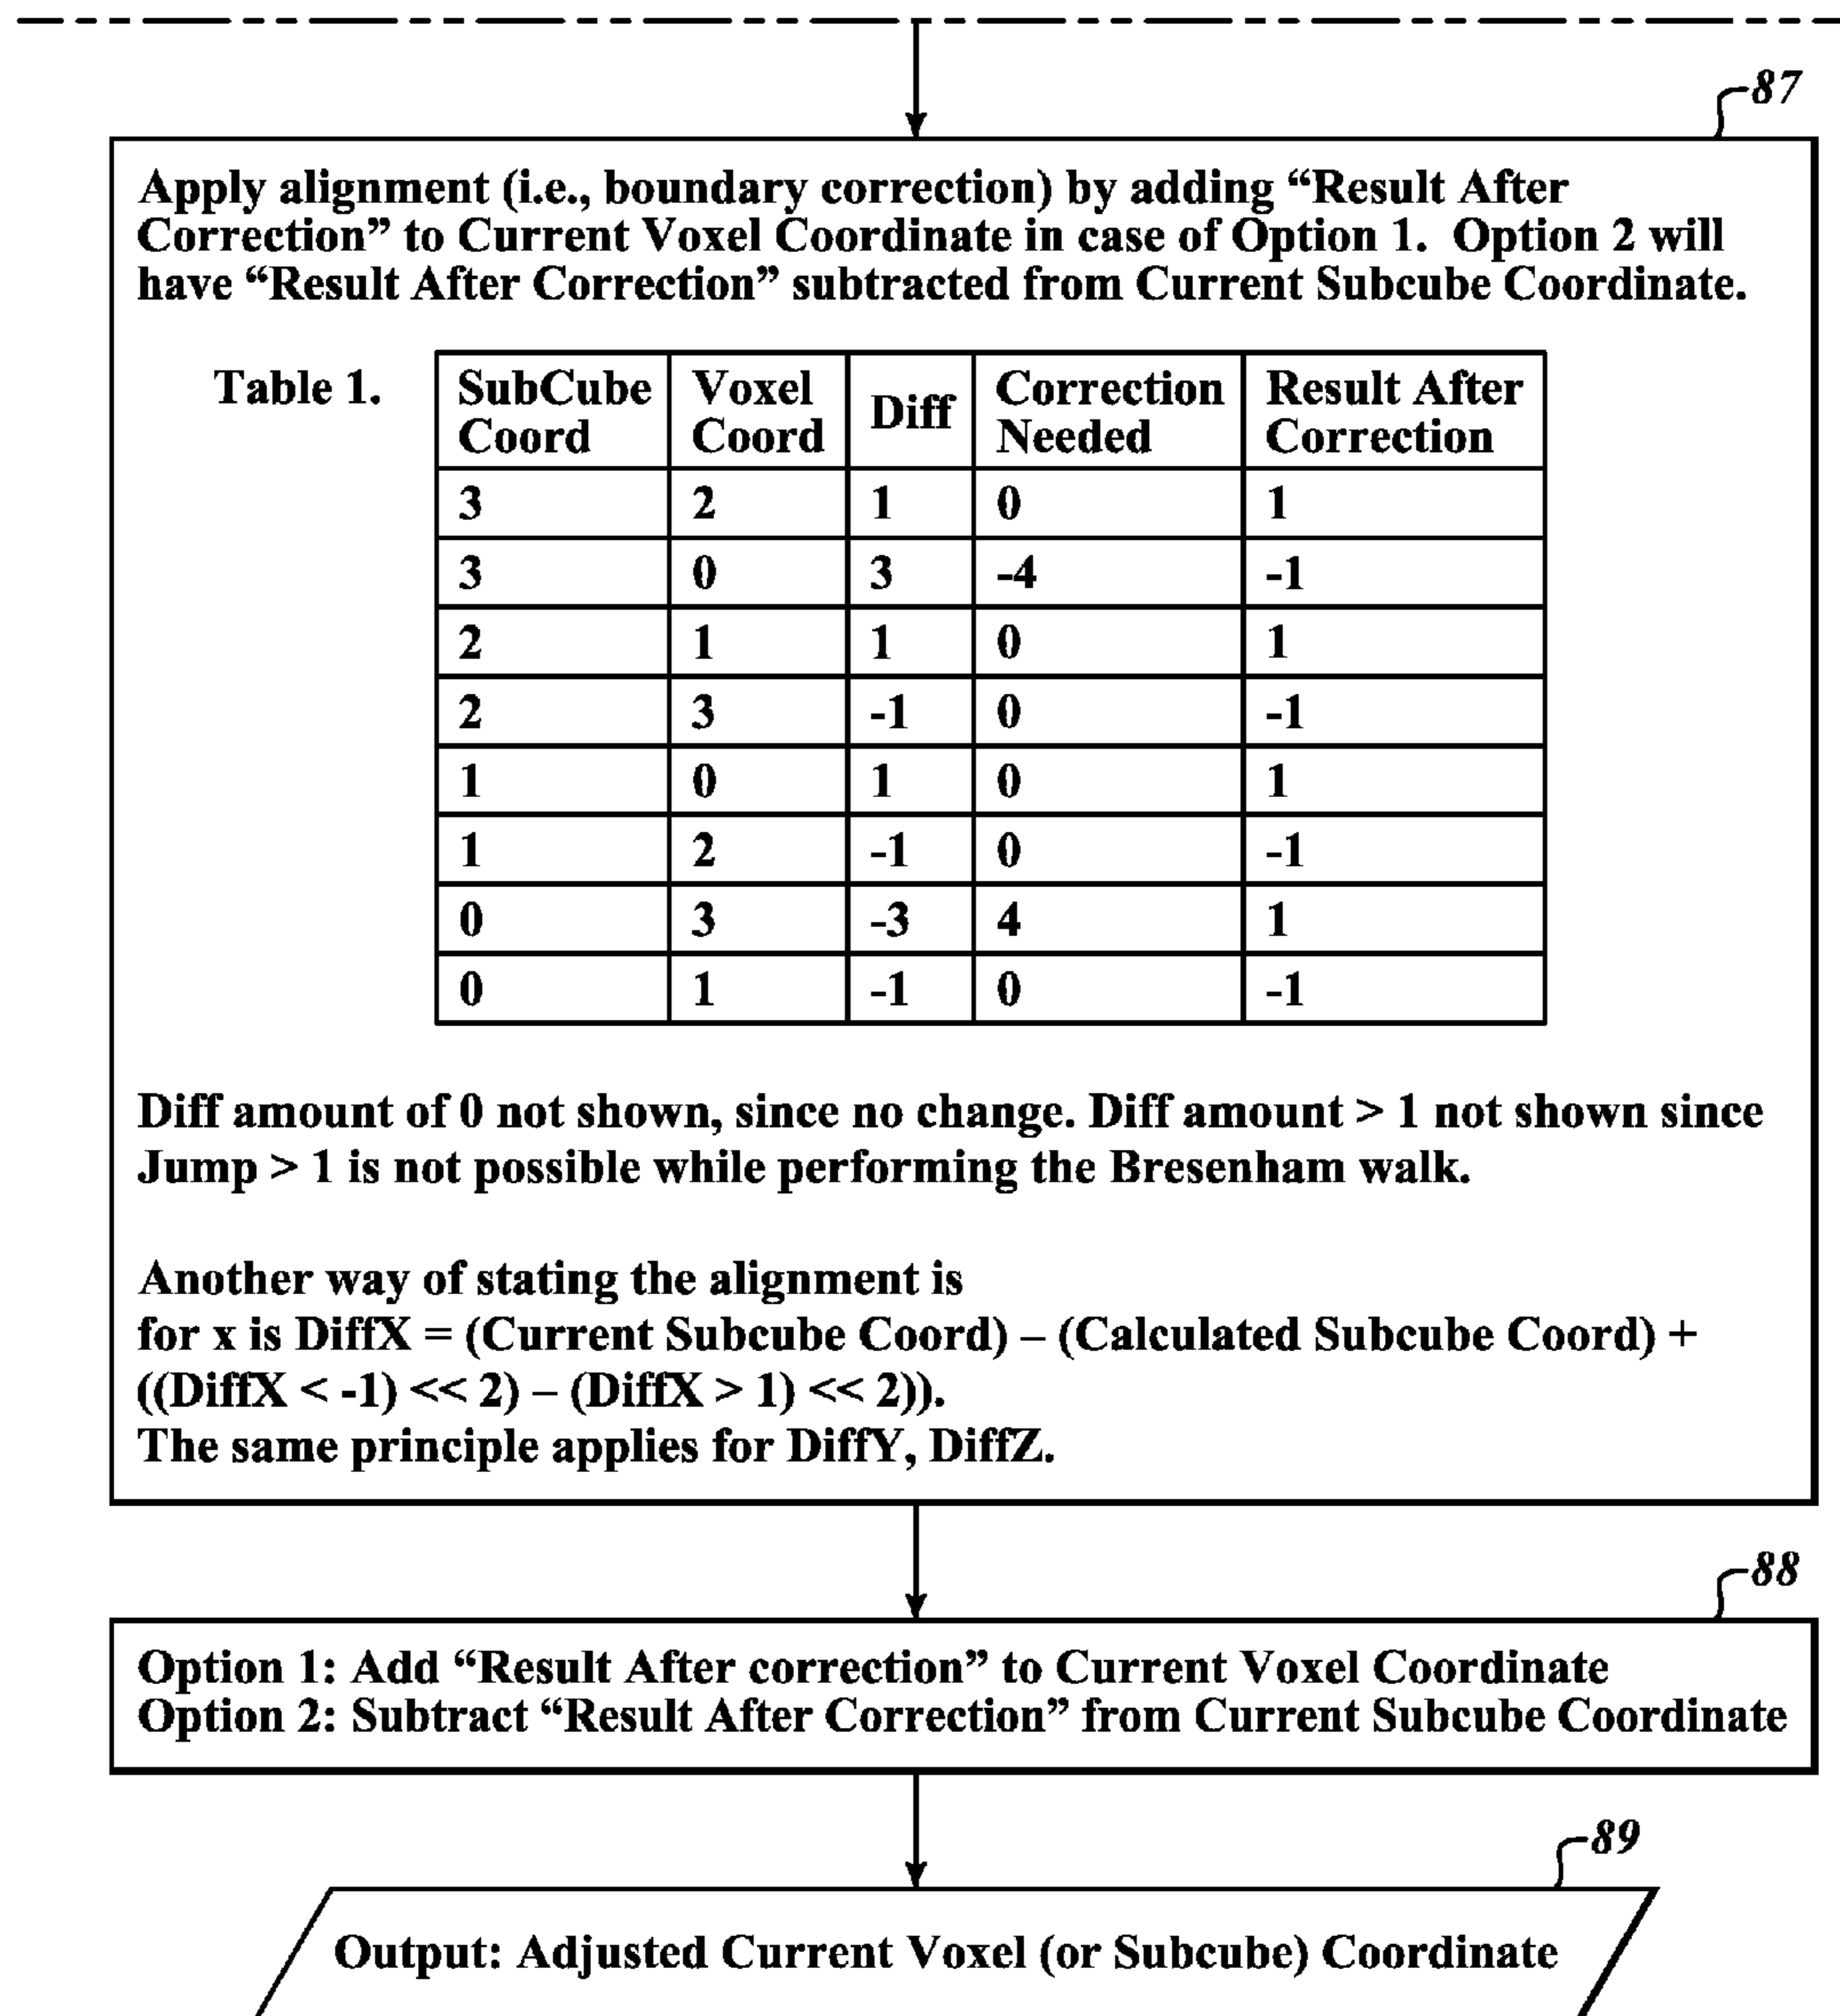 87
Apply alignment (i.e., boundary correction) by adding “Result After
Correction” to Current Voxel Coordinate in case of Option 1.  Option 2 will
have “Result After Correction” subtracted from Current Subcube Coordinate.
Table 1.
SubCube Coord | Voxel Coord | Diff | Correction Needed | Result After Correction
3 2 1 0 1
3 0 3 -4 -1
2 1 1 0 1
2 3 -1 0 -1
1 0 1 0 1
1 2 -1 0 -1
0 3 -3 4 1
0 1 -1 0 -1
Diff amount of 0 not shown, since no change. Diff amount > 1 not shown since
Jump > 1 is not possible while performing the Bresenham walk.
Another way of stating the alignment is
for x is DiffX = (Current Subcube Coord) – (Calculated Subcube Coord) +
((DiffX < -1) << 2) – (DiffX > 1) << 2)).
The same principle applies for DiffY, DiffZ.
88
Option 1: Add “Result After correction” to Current Voxel Coordinate
Option 2: Subtract “Result After Correction” from Current Subcube Coordinate
89
Output: Adjusted Current Voxel (or Subcube) Coordinate